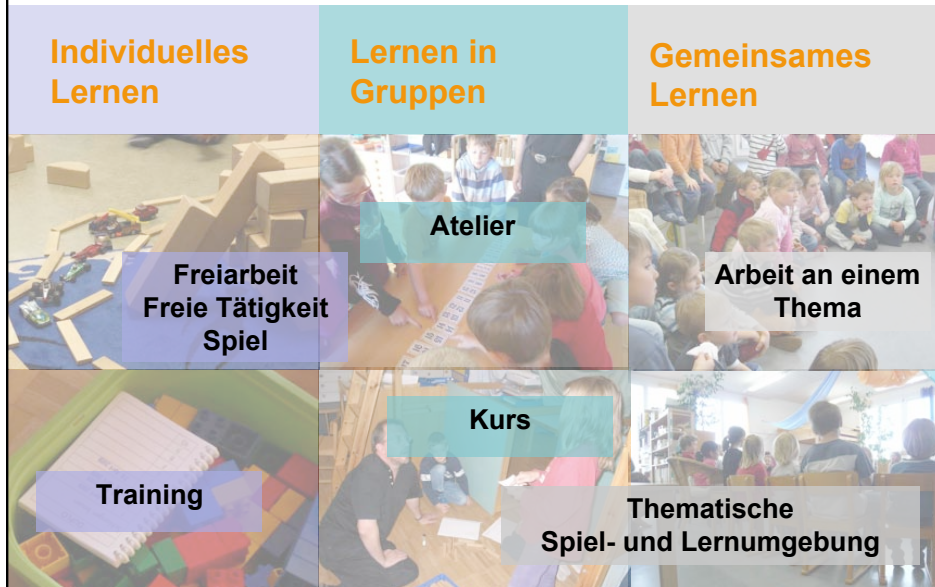 Individuelles
Lernen
Lernen in
Gruppen
Gemeinsames
Lernen
Freiarbeit
Freie Tätigkeit
Spiel
Atelier
Arbeit an einem
Thema
Training
Kurs
Thematische
Spiel- und Lernumgebung